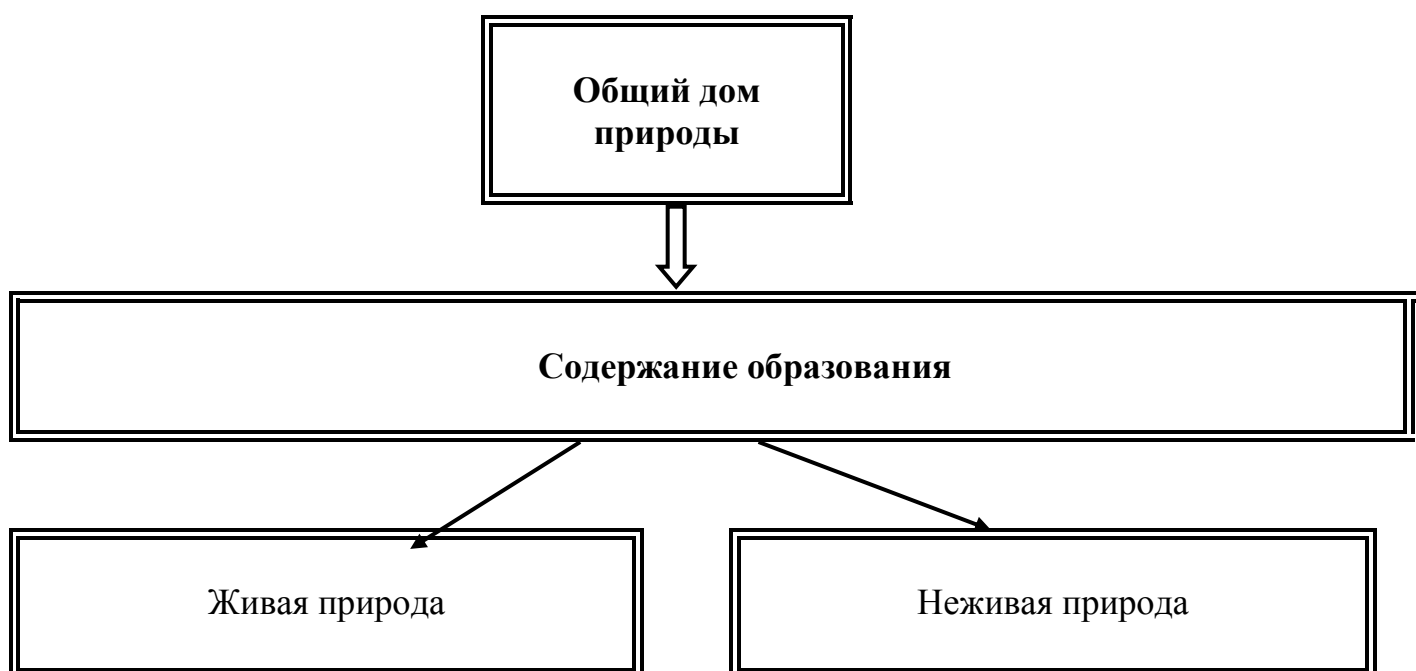 Общий дом
природы
Содержание образования
Живая природа
Неживая природа